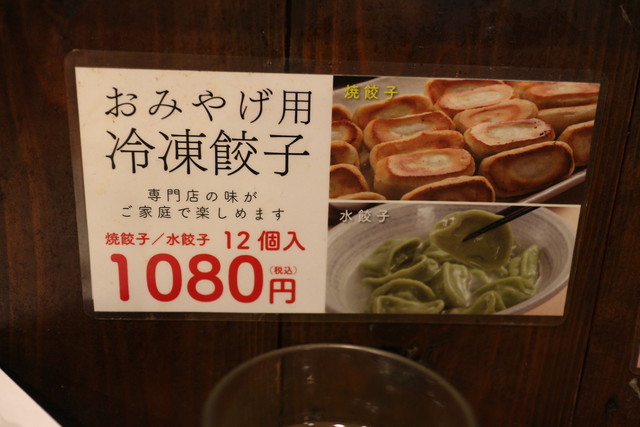 おみやげ用
冷凍餃子
専門店の味が
ご家庭で楽しめます
焼餃子／水餃子 12個入
1080円(税込)
焼餃子
水餃子